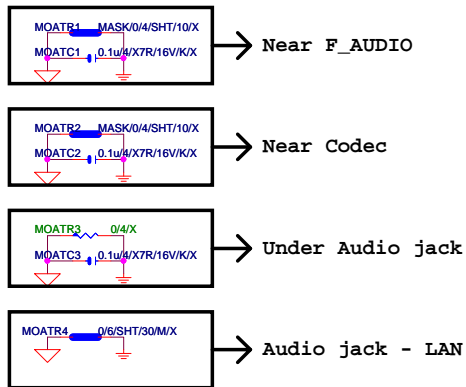 MOATR1 MASK/0/4/SHT/10/X
MOATC1 0.1u/4/X7R/16V/K/X
Near F_AUDIO
MOATR2 MASK/0/4/SHT/10/X
MOATC2 0.1u/4/X7R/16V/K/X
Near Codec
MOATR3 0/4/X
MOATC3 0.1u/4/X7R/16V/K/X
Under Audio jack
MOATR4 0/6/SHT/30/M/X
Audio jack - LAN